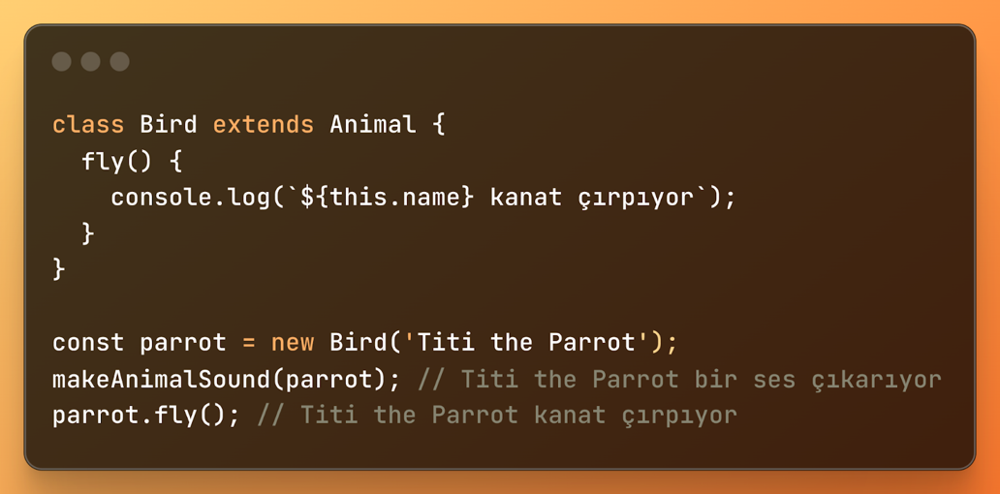 class Bird extends Animal {
  fly() {
    console.log(`${this.name} kanat çırpıyor`);
  }
}

const parrot = new Bird('Titi the Parrot');
makeAnimalSound(parrot); // Titi the Parrot bir ses çıkarıyor
parrot.fly(); // Titi the Parrot kanat çırpıyor